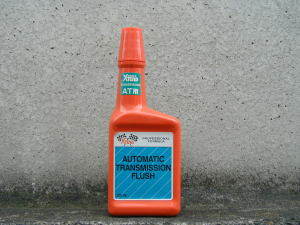 ATM
PROFESSIONAL
FORMULA
AUTOMATIC
TRANSMISSION
FLUSH